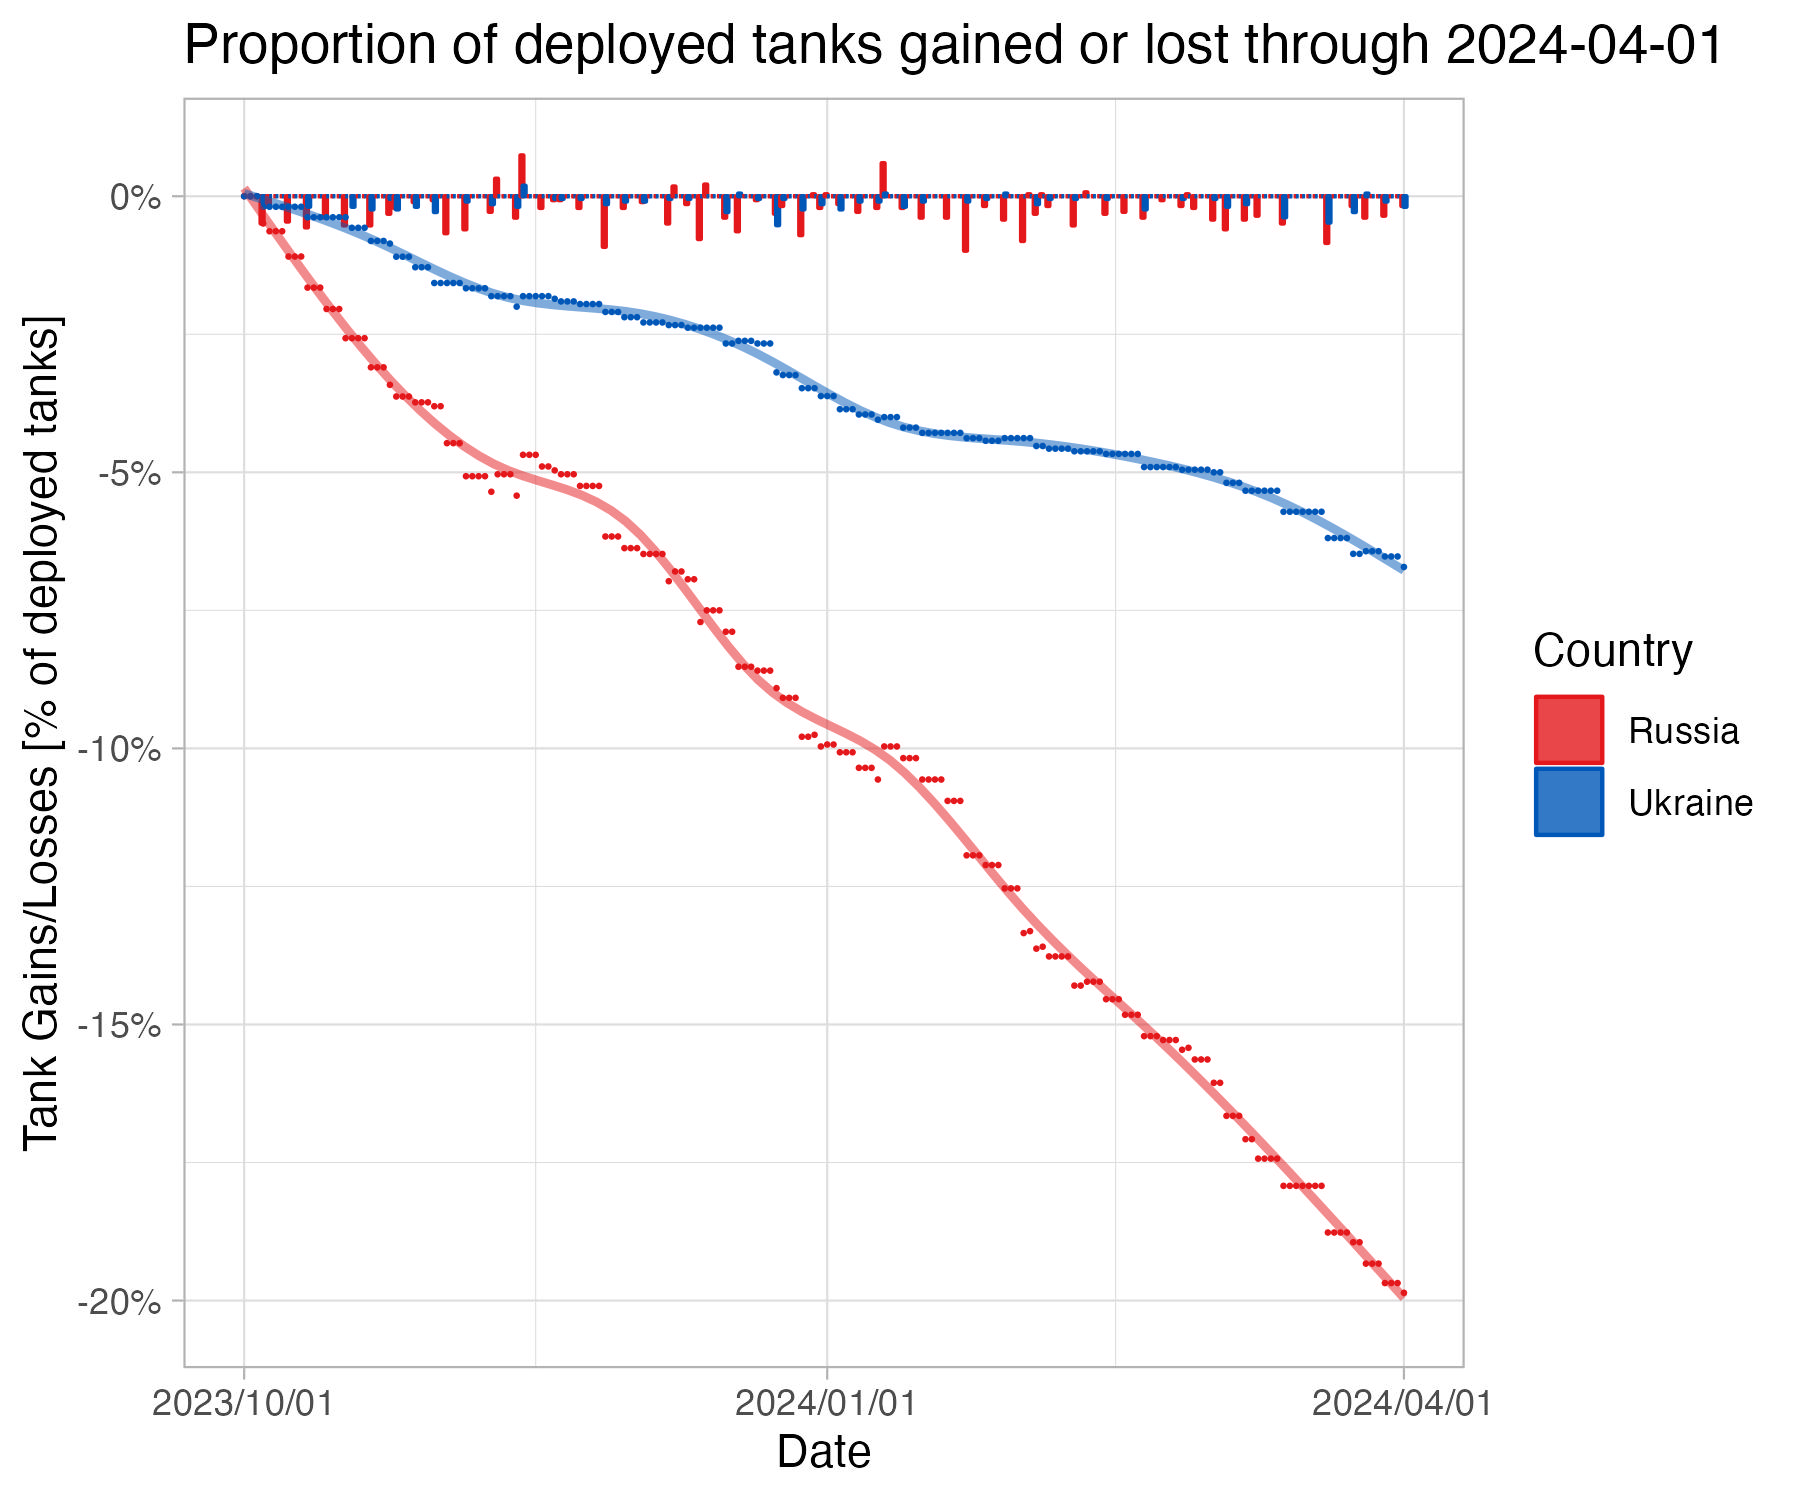 Proportion of deployed tanks gained or lost through 2024-04-01
Tank Gains/Losses [% of deployed tanks]
0%
-5%
-10%
-15%
-20%
2023/10/01
2024/01/01
2024/04/01
Date
Country
Russia
Ukraine